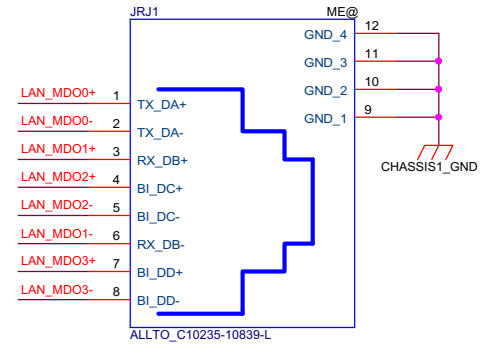 JRJ1 ME@
GND_4 12
GND_3 11
GND_2 10
GND_1 9
CHASSIS1_GND
LAN_MDO0+ 1 TX_DA+
LAN_MDO0- 2 TX_DA-
LAN_MDO1+ 3 RX_DB+
LAN_MDO2+ 4 BI_DC+
LAN_MDO2- 5 BI_DC-
LAN_MDO1- 6 RX_DB-
LAN_MDO3+ 7 BI_DD+
LAN_MDO3- 8 BI_DD-
ALLTO_C10235-10839-L